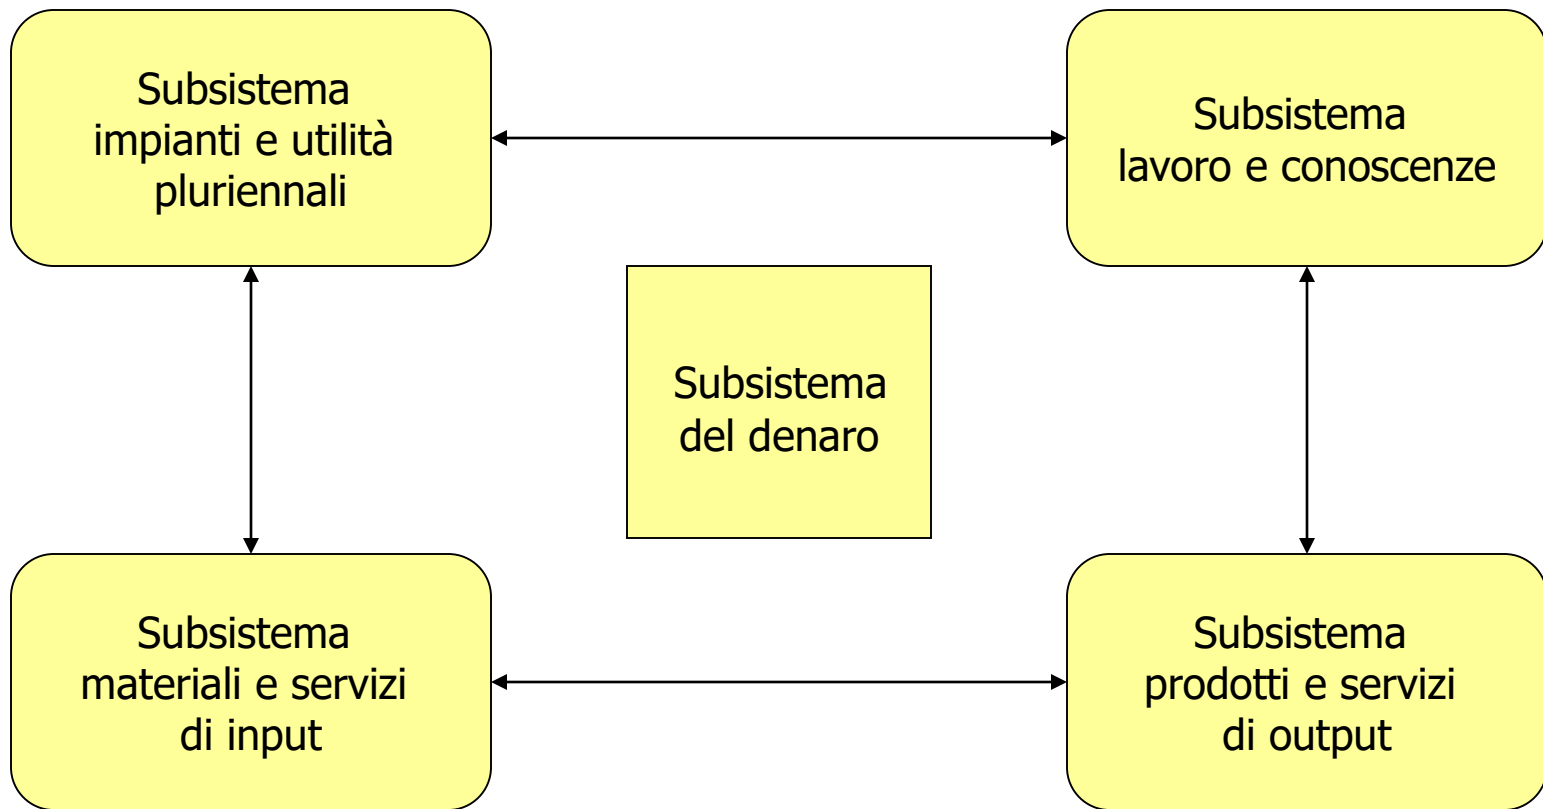 Subsistema
impianti e utilità
pluriennali
Subsistema
lavoro e conoscenze
Subsistema
del denaro
Subsistema
materiali e servizi
di input
Subsistema
prodotti e servizi
di output